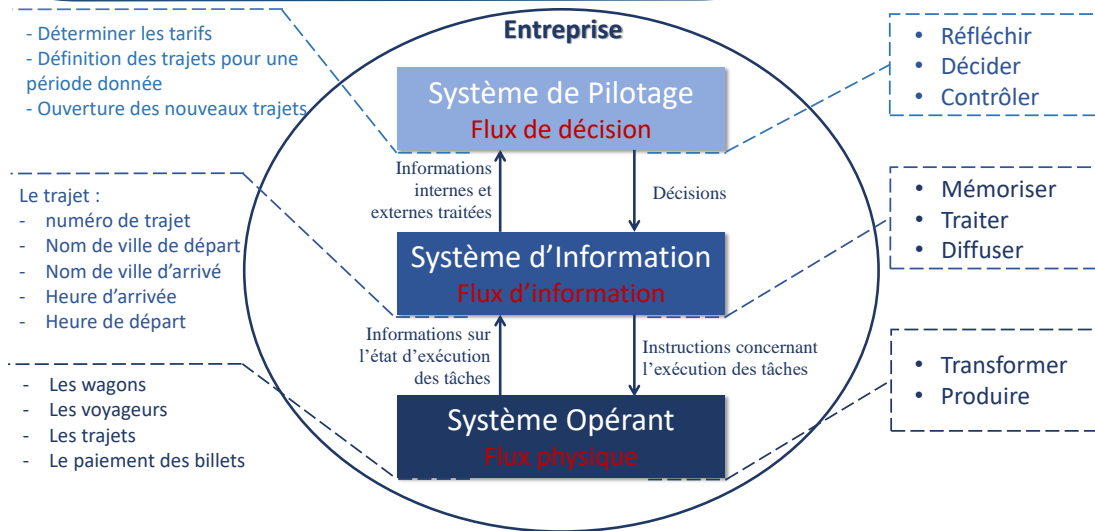 Entreprise
- Déterminer les tarifs
- Définition des trajets pour une
période donnée
- Ouverture des nouveaux trajets
Système de Pilotage
Flux de décision
• Réfléchir
• Décider
• Contrôler
Informations
internes et
externes traitées
Décisions
Le trajet :
- numéro de trajet
- Nom de ville de départ
- Nom de ville d'arrivé
- Heure d'arrivée
- Heure de départ
Système d'Information
Flux d'information
• Mémoriser
• Traiter
• Diffuser
Informations sur
l'état d'exécution
des tâches
Instructions concernant
l'exécution des tâches
- Les wagons
- Les voyageurs
- Les trajets
- Le paiement des billets
Système Opérant
Flux physique
• Transformer
• Produire